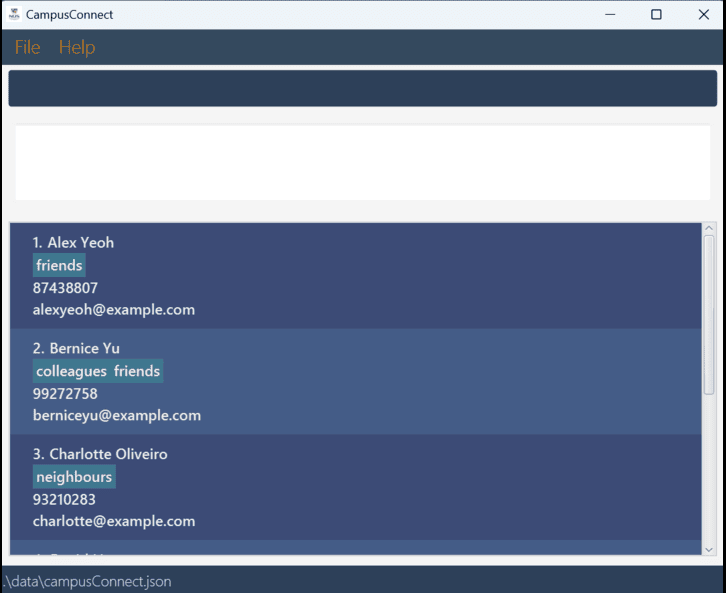 CampusConnect
File Help
1. Alex Yeoh
friends
87438807
alexyeoh@example.com
2. Bernice Yu
colleagues friends
99272758
berniceyu@example.com
3. Charlotte Oliveiro
neighbours
93210283
charlotte@example.com
.\data\campusConnect.json